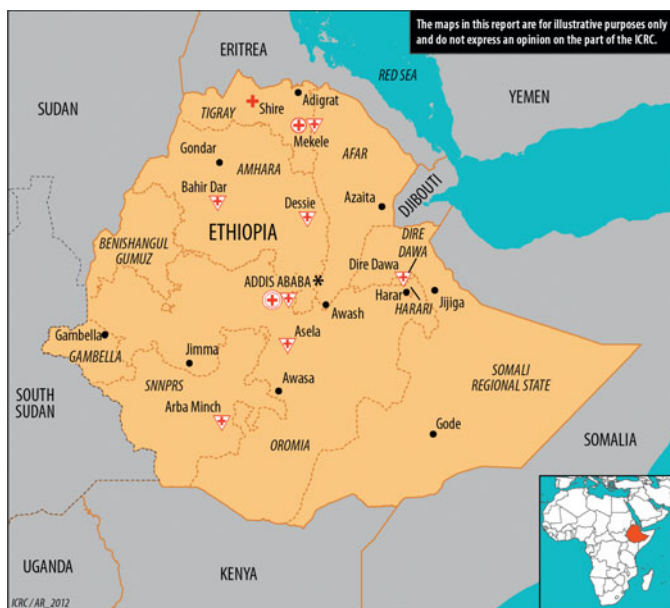 The maps in this report are for illustrative purposes only
and do not express an opinion on the part of the ICRC.
ERITREA
RED SEA
SUDAN
YEMEN
Adigrat
TIGRAY
Shire
Mekele
AFAR
Gondar
AMHARA
Bahir Dar
Dessie
Azaita
DJIBOUTI
ETHIOPIA
BENISHANGUL
GUMUZ
DIRE
DAWA
Dire Dawa
ADDIS ABABA *
Harar
HARARI
Jijiga
Awash
Gambella
GAMBELLA
Asela
Jimma
SOMALI
REGIONAL STATE
SNNPRS
Awasa
SOUTH
SUDAN
Arba Minch
OROMIA
Gode
SOMALIA
UGANDA
KENYA
ICRC / AR_2012